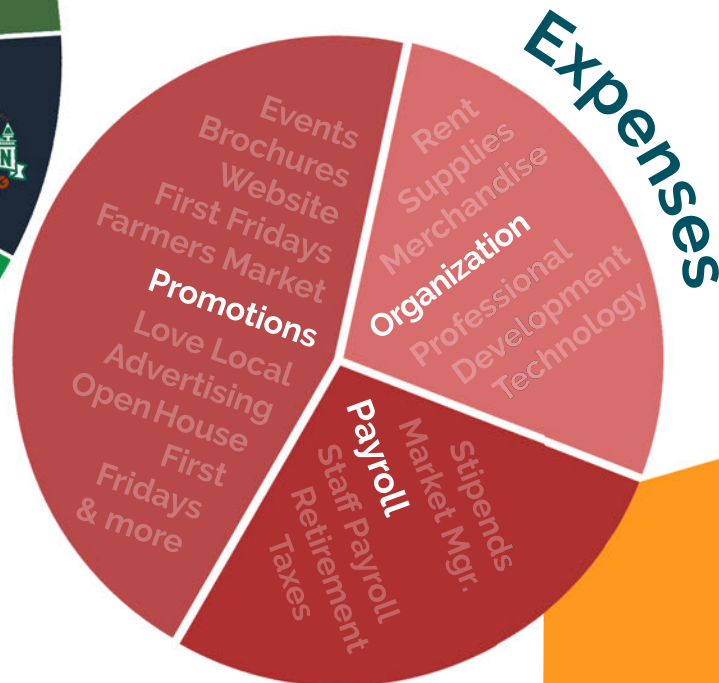 Expenses
Events
Brochures
Website
First Fridays
Farmers Market
Promotions
Love Local
Advertising
Open House
First
Fridays
& more
Rent
Supplies
Merchandise
Organization
Professional
Development
Technology
Payroll
Stipends
Market Mgr.
Staff Payroll
Retirement
Taxes